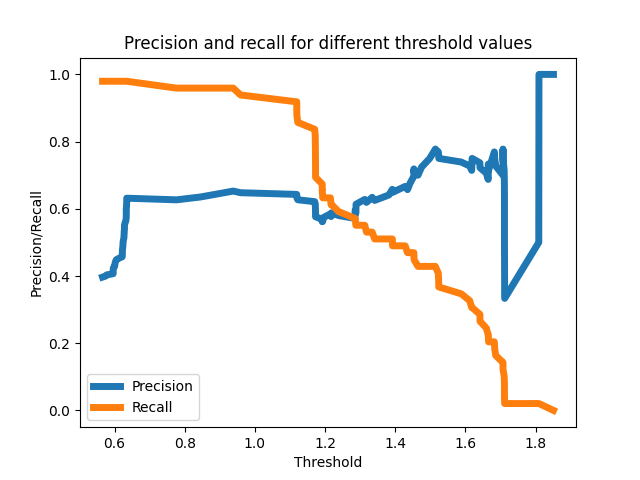 Precision and recall for different threshold values
1.0
0.8
0.6
0.4
0.2
0.0
Precision/Recall
Precision
Recall
0.6 0.8 1.0 1.2 1.4 1.6 1.8
Threshold